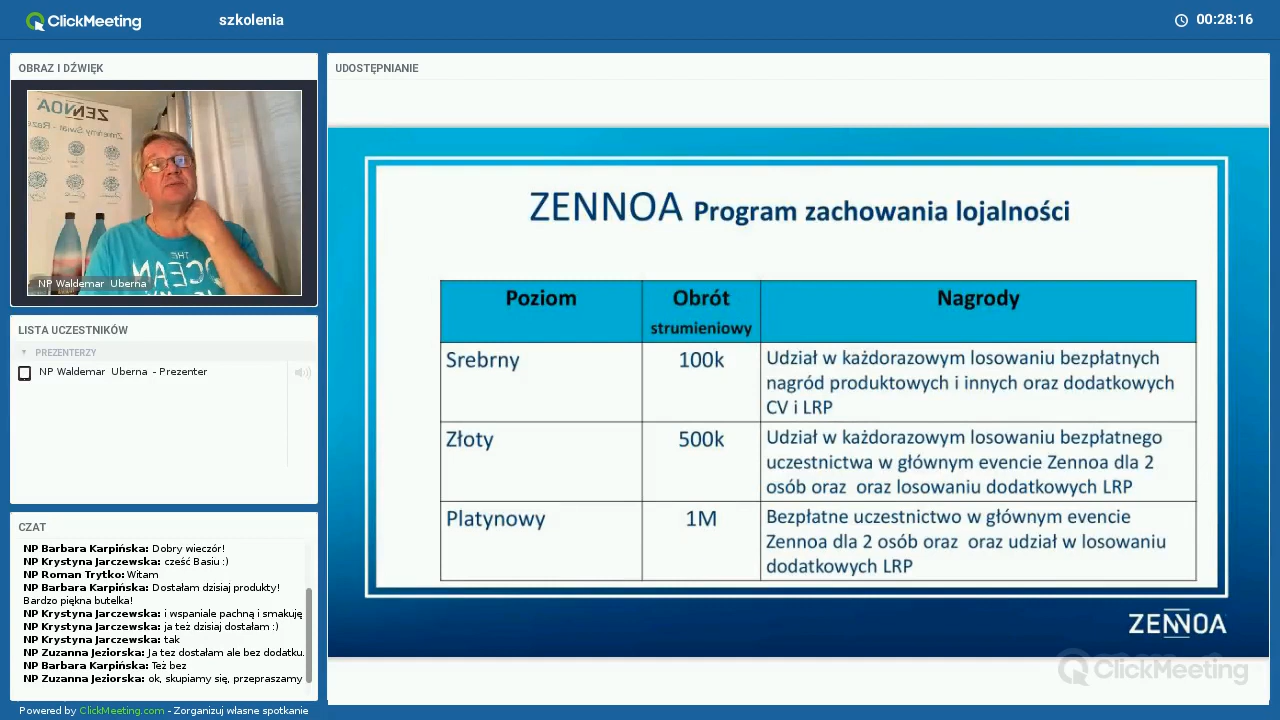 ClickMeeting
szkolenia
00:28:16
OBRAZ I DŹWIĘK
ZENNOA
NP Waldemar Uberna
LISTA UCZESTNIKÓW
PREZENTERZY
NP Waldemar Uberna - Prezenter
CZAT
NP Barbara Karpińska: Dobry wieczór!
NP Krystyna Jarczewska: cześć Basiu :)
NP Roman Trytko: Witam
NP Barbara Karpińska: Dostałam dzisiaj produkty!
Bardzo piękna butelka!
NP Krystyna Jarczewska: i wspaniale pachną i smakuję
NP Krystyna Jarczewska: ja też dzisiaj dostałam :)
NP Krystyna Jarczewska: tak
NP Zuzanna Jeziorska: Ja tez dostałam ale bez dodatku.
NP Barbara Karpińska: Też bez
NP Zuzanna Jeziorska: ok, skupiamy się, przepraszamy
Powered by ClickMeeting.com - Zorganizuj własne spotkanie
UDOSTĘPNIANIE
ZENNOA Program zachowania lojalności
Poziom
Obrót
strumieniowy
Nagrody
Srebrny
100k
Udział w każdorazowym losowaniu bezpłatnych
nagród produktowych i innych oraz dodatkowych
CV i LRP
Złoty
500k
Udział w każdorazowym losowaniu bezpłatnego
uczestnictwa w głównym evencie Zennoa dla 2
osób oraz oraz losowaniu dodatkowych LRP
Platynowy
1M
Bezpłatne uczestnictwo w głównym evencie
Zennoa dla 2 osób oraz oraz udział w losowaniu
dodatkowych LRP
ZENNOA
ClickMeeting